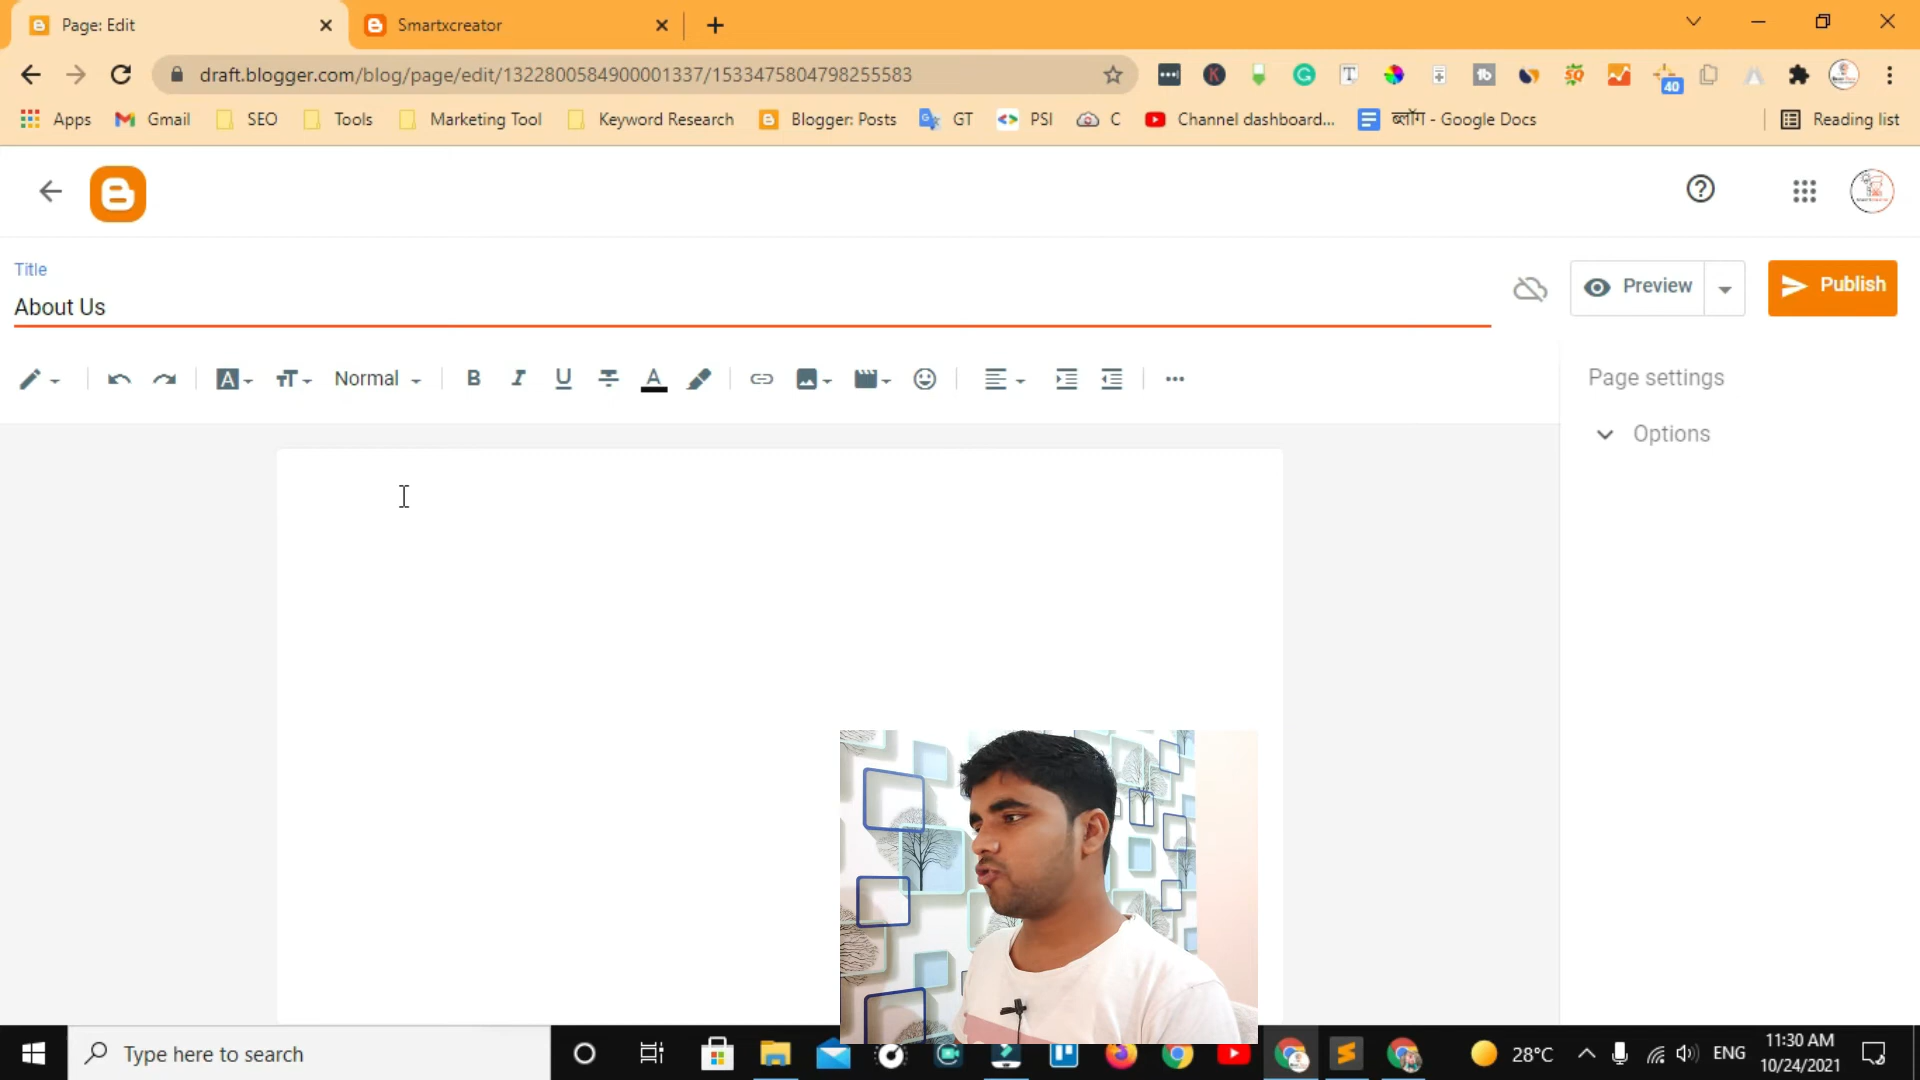 Page: Edit
Smartxcreator
draft.blogger.com/blog/page/edit/1322800584900001337/1533475804798255583
40
Apps
Gmail
SEO
Tools
Marketing Tool
Keyword Research
Blogger: Posts
GT
PSI
C
Channel dashboard...
ब्लॉग - Google Docs
Reading list
Title
About Us
Preview
Publish
Normal
Page settings
Options
Type here to search
28°C
ENG
11:30 AM
10/24/2021